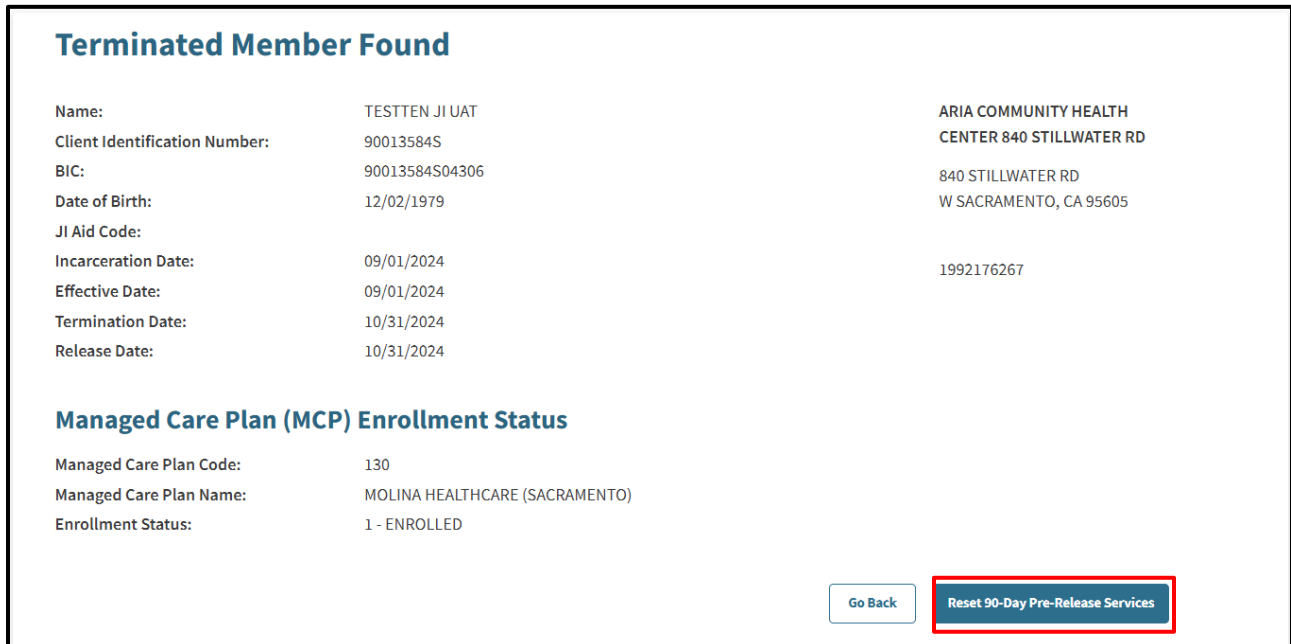 Terminated Member Found
Name: TESTTEN JI UAT
Client Identification Number: 90013584S
BIC: 90013584S04306
Date of Birth: 12/02/1979
JI Aid Code:
Incarceration Date: 09/01/2024
Effective Date: 09/01/2024
Termination Date: 10/31/2024
Release Date: 10/31/2024
ARIA COMMUNITY HEALTH
CENTER 840 STILLWATER RD
840 STILLWATER RD
W SACRAMENTO, CA 95605
1992176267
Managed Care Plan (MCP) Enrollment Status
Managed Care Plan Code: 130
Managed Care Plan Name: MOLINA HEALTHCARE (SACRAMENTO)
Enrollment Status: 1 - ENROLLED
Go Back
Reset 90-Day Pre-Release Services